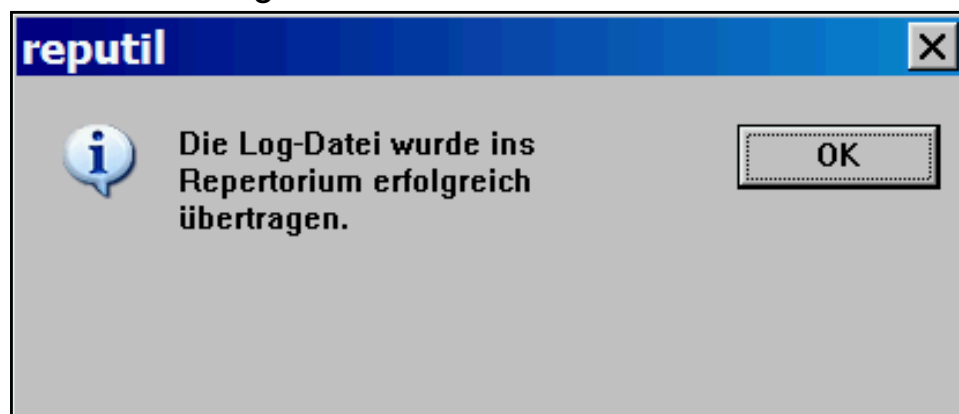 reputil
Die Log-Datei wurde ins
Repertorium erfolgreich
übertragen.
OK